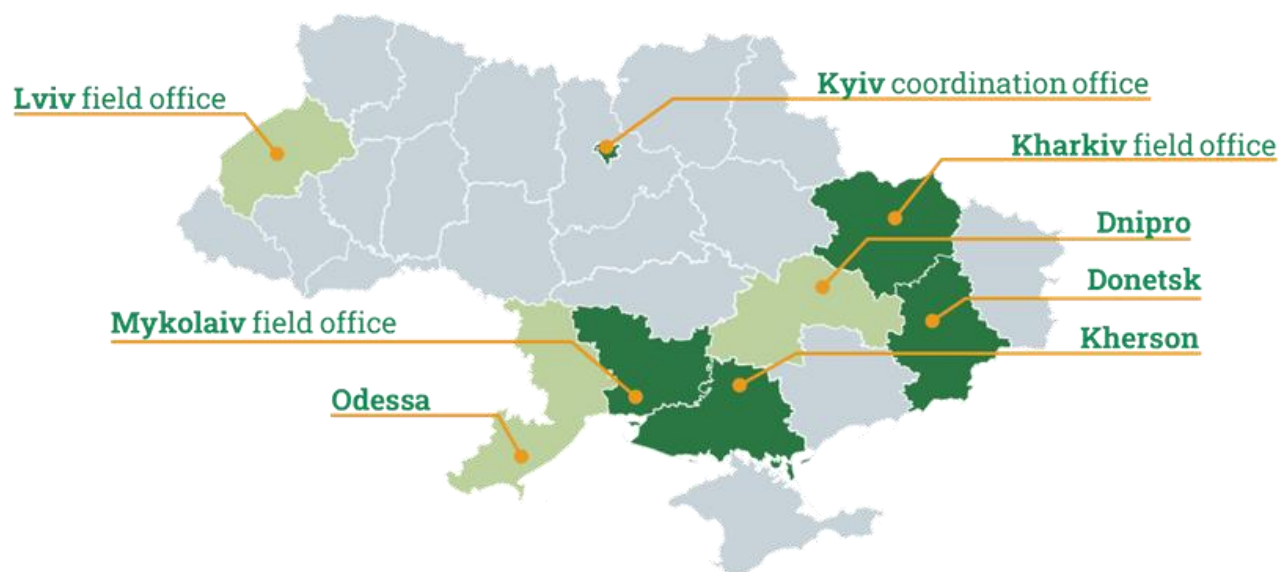 Kyiv coordination office
Lviv field office
Kharkiv field office
Dnipro
Donetsk
Mykolaiv field office
Kherson
Odessa